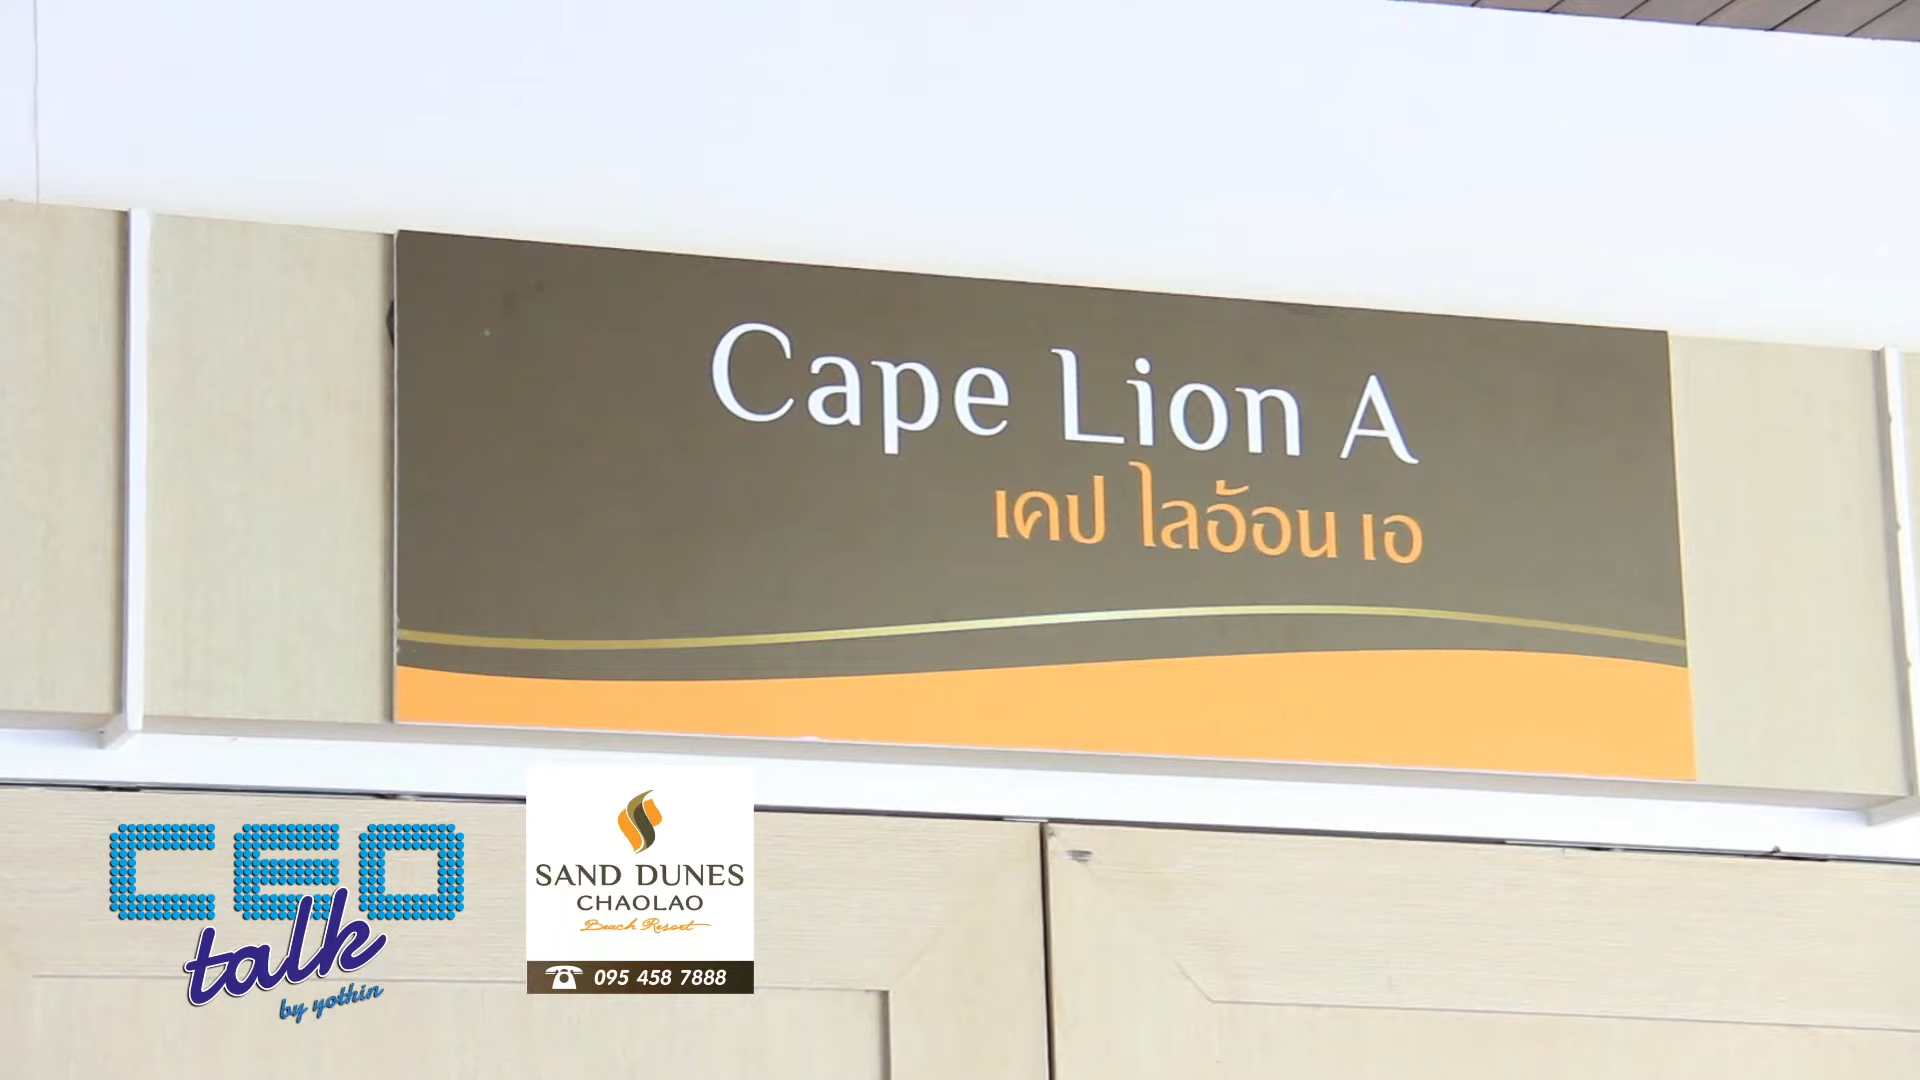 Cape Lion A
เคป ไลอ้อน เอ
CEO
talk
by yothin
SAND DUNES
CHAOLAO
Beach Resort
095 458 7888